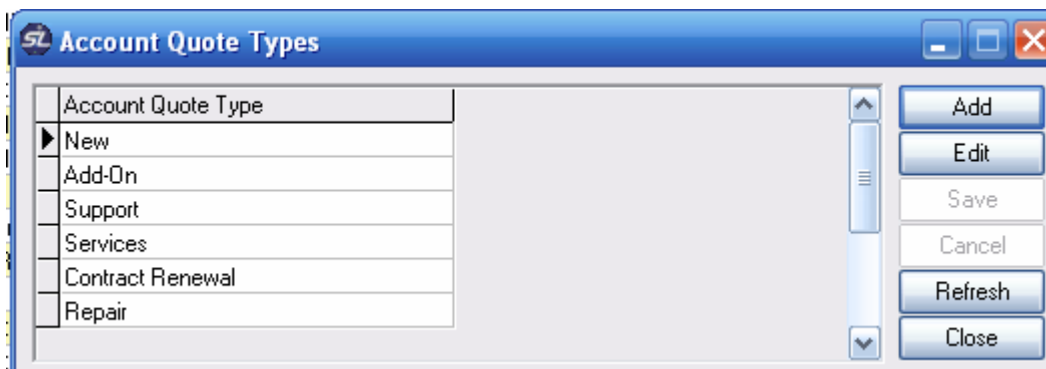 SL Account Quote Types
Account Quote Type
New
Add-On
Support
Services
Contract Renewal
Repair
Add
Edit
Save
Cancel
Refresh
Close